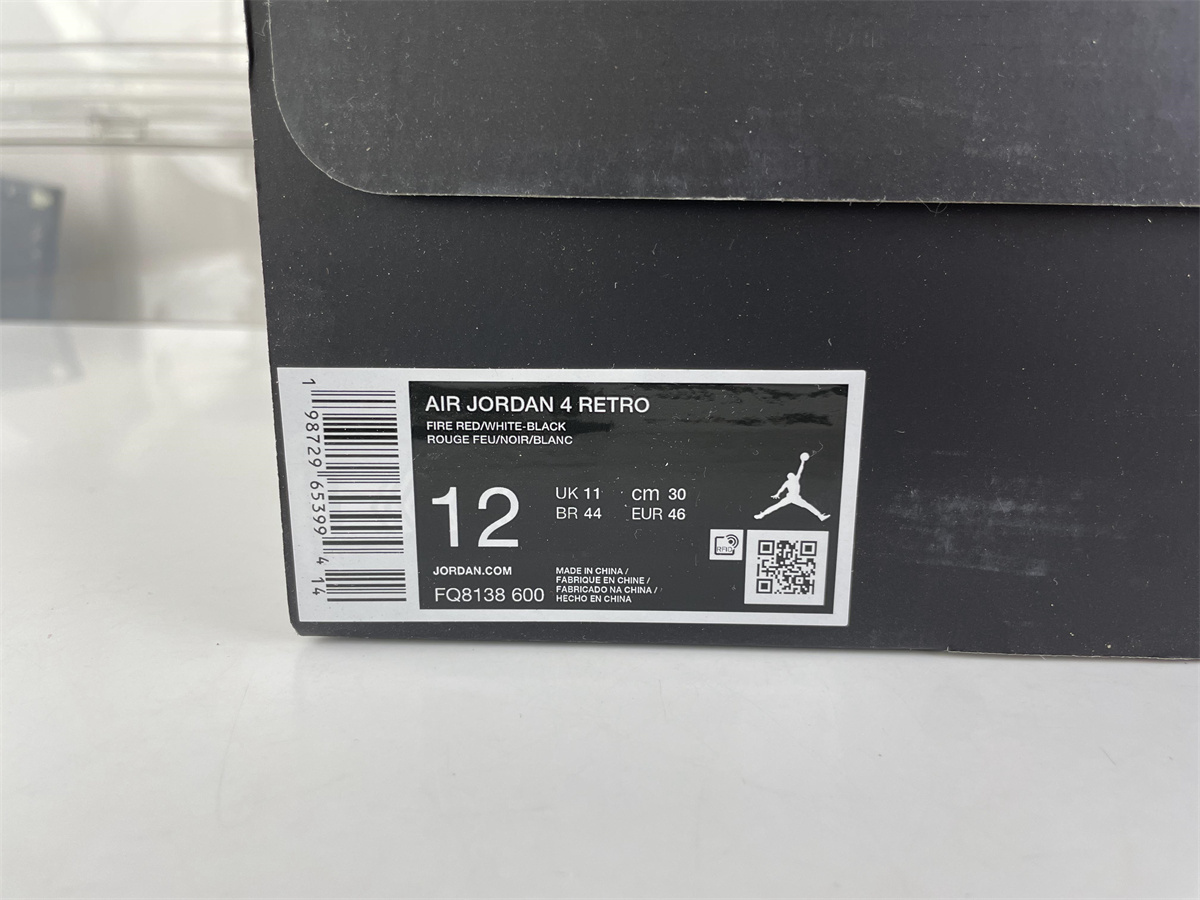 AIR JORDAN 4 RETRO
FIRE RED/WHITE-BLACK
ROUGE FEU/NOIR/BLANC
12
UK 11 cm 30
BR 44 EUR 46
JORDAN.COM
FQ8138 600
MADE IN CHINA /
FABRIQUE EN CHINE /
FABRICADO NA CHINA /
HECHO EN CHINA
RFID
1 98729 65399 4 14